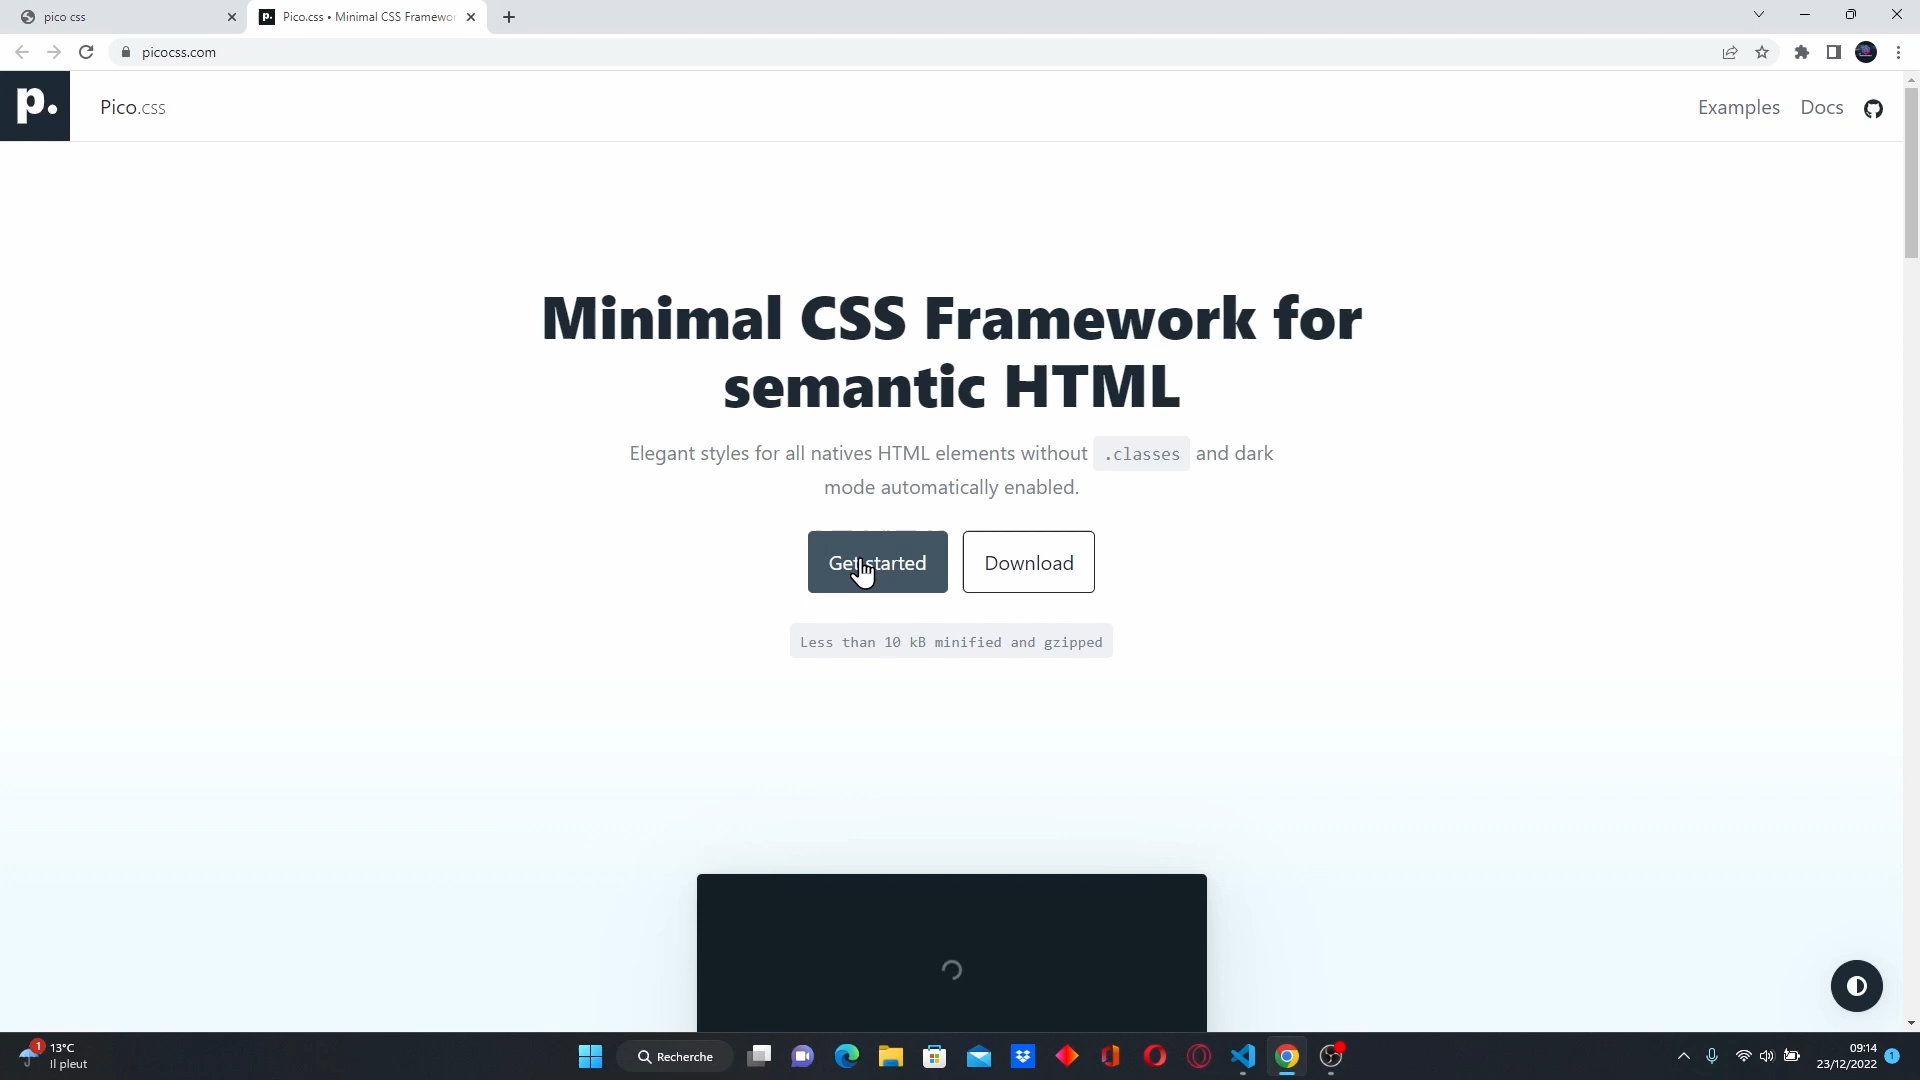 pico css
p. Pico.css • Minimal CSS Framewor
picocss.com
p.
Pico.css
Examples Docs
Minimal CSS Framework for
semantic HTML
Elegant styles for all natives HTML elements without .classes and dark
mode automatically enabled.
Get started
Download
Less than 10 kB minified and gzipped
1
13°C
Il pleut
Recherche
09:14
23/12/2022
1